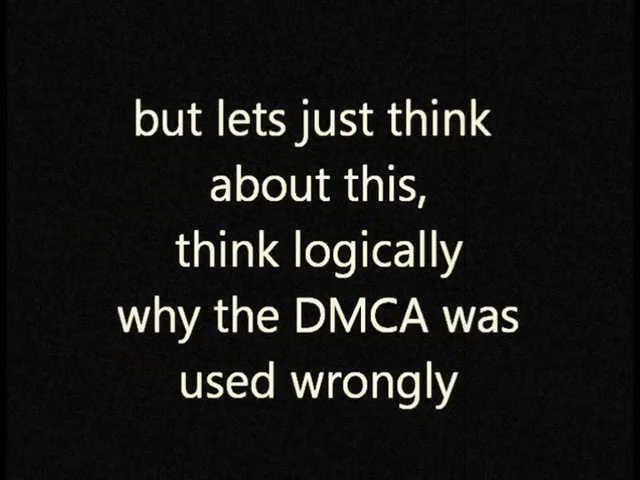 but lets just think
about this,
think logically
why the DMCA was
used wrongly